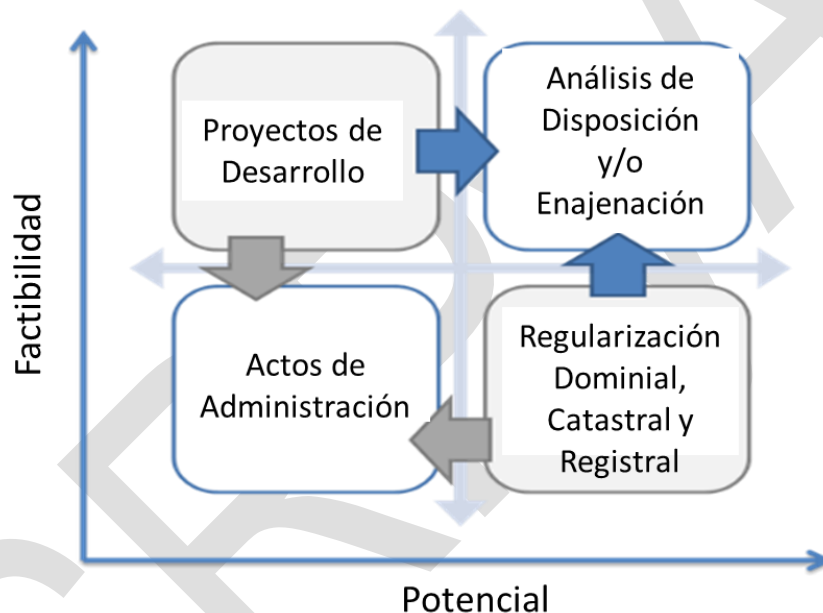 Factibilidad
Proyectos de
Desarrollo
Análisis de
Disposición
y/o
Enajenación
Actos de
Administración
Regularización
Dominial,
Catastral y
Registral
Potencial